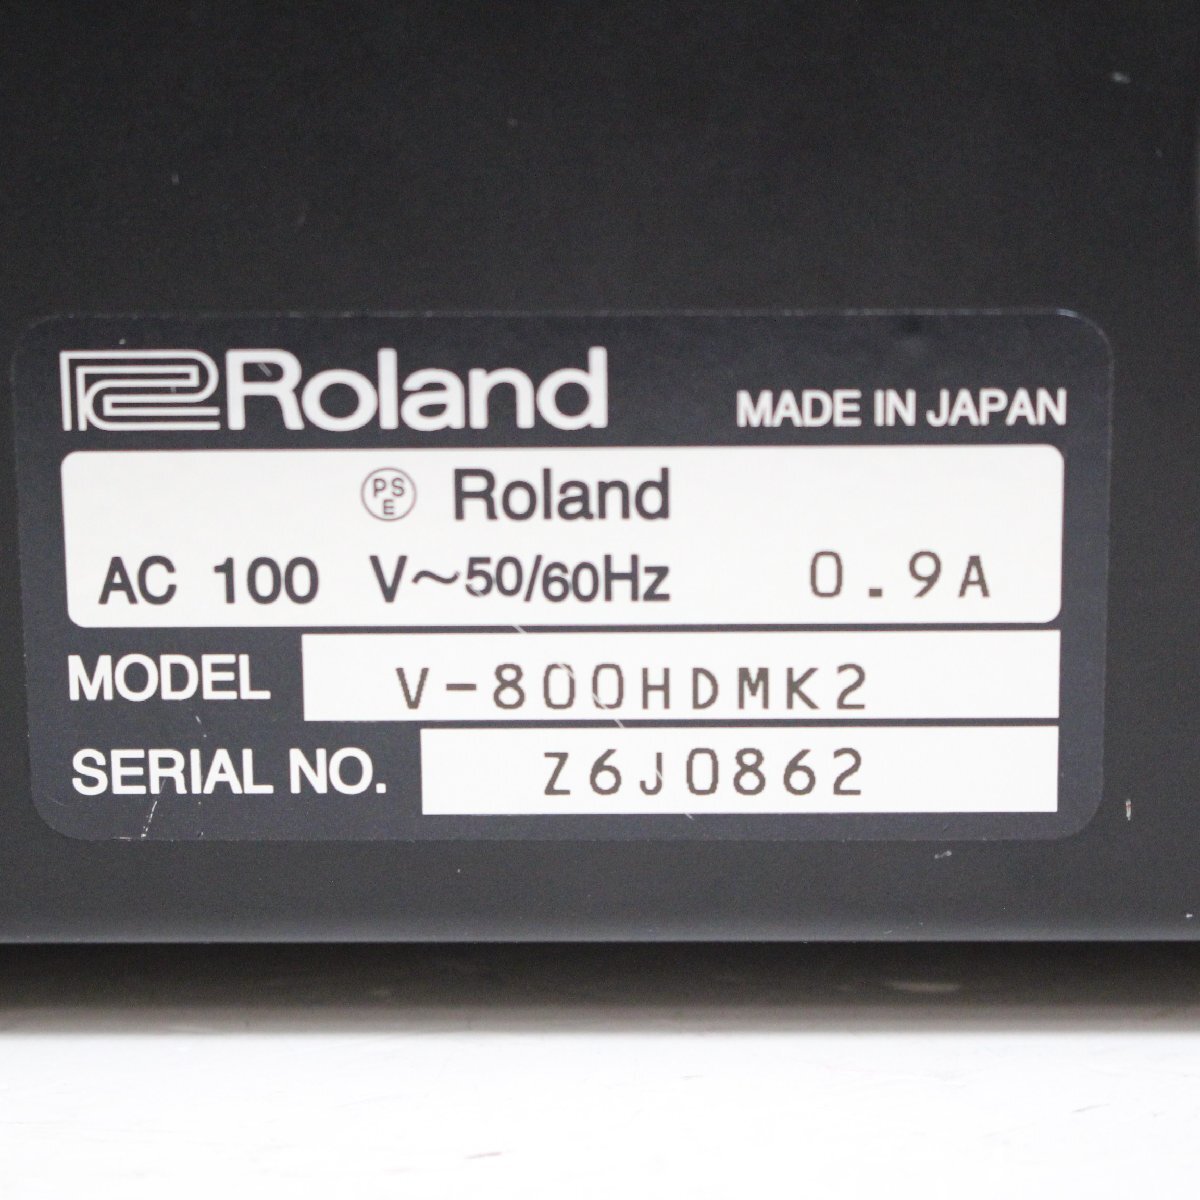 Roland MADE IN JAPAN
PSE Roland
AC 100 V～50/60Hz 0.9A
MODEL V-800HDMK2
SERIAL NO. Z6J0862